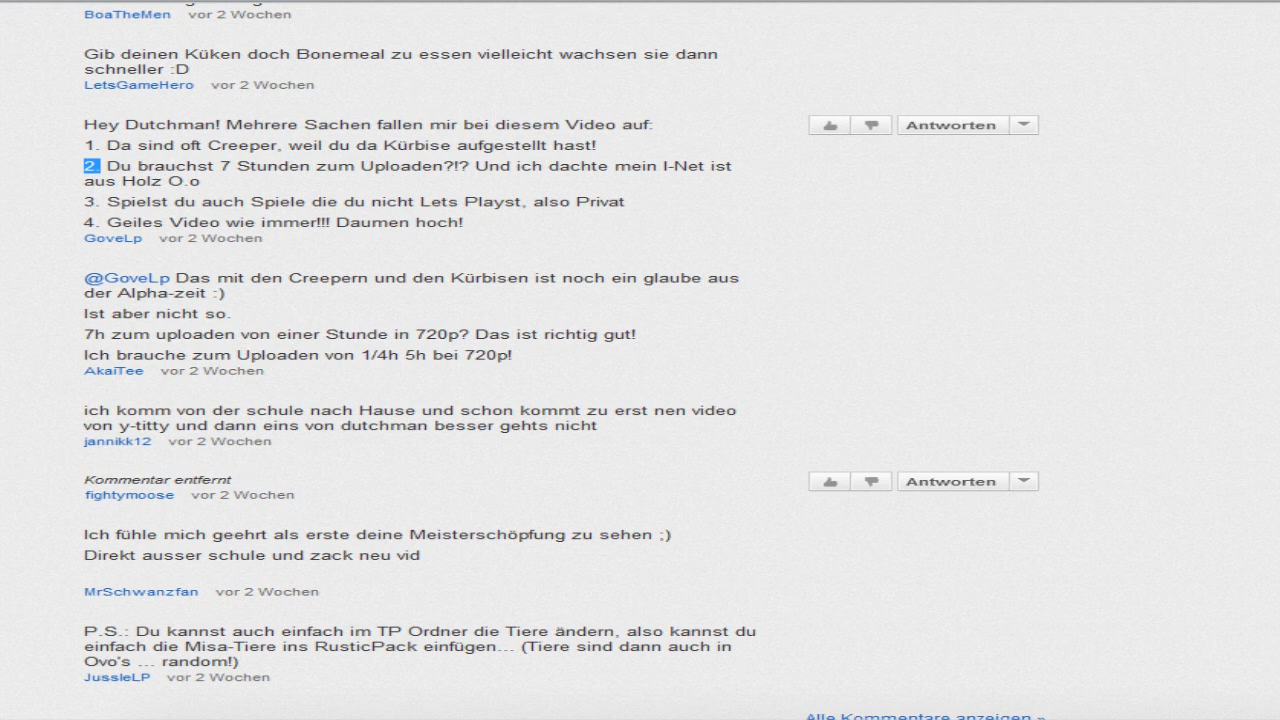 BoaTheMen vor 2 Wochen
Gib deinen Küken doch Bonemeal zu essen vielleicht wachsen sie dann
schneller :D
LetsGameHero vor 2 Wochen
Hey Dutchman! Mehrere Sachen fallen mir bei diesem Video auf:
Antworten
1. Da sind oft Creeper, weil du da Kürbise aufgestellt hast!
2. Du brauchst 7 Stunden zum Uploaden?!? Und ich dachte mein I-Net ist
aus Holz O.o
3. Spielst du auch Spiele die du nicht Lets Playst, also Privat
4. Geiles Video wie immer!!! Daumen hoch!
GoveLp vor 2 Wochen
@GoveLp Das mit den Creepern und den Kürbisen ist noch ein glaube aus
der Alpha-zeit :)
Ist aber nicht so.
7h zum uploaden von einer Stunde in 720p? Das ist richtig gut!
Ich brauche zum Uploaden von 1/4h 5h bei 720p!
AkaiTee vor 2 Wochen
ich komm von der schule nach Hause und schon kommt zu erst nen video
von y-titty und dann eins von dutchman besser gehts nicht
jannikk12 vor 2 Wochen
Kommentar entfernt
Antworten
fightymoose vor 2 Wochen
Ich fühle mich geehrt als erste deine Meisterschöpfung zu sehen ;)
Direkt ausser schule und zack neu vid
MrSchwanzfan vor 2 Wochen
P.S.: Du kannst auch einfach im TP Ordner die Tiere ändern, also kannst du
einfach die Misa-Tiere ins RusticPack einfügen... (Tiere sind dann auch in
Ovo's ... random!)
JussleLP vor 2 Wochen
Alle Kommentare anzeigen »